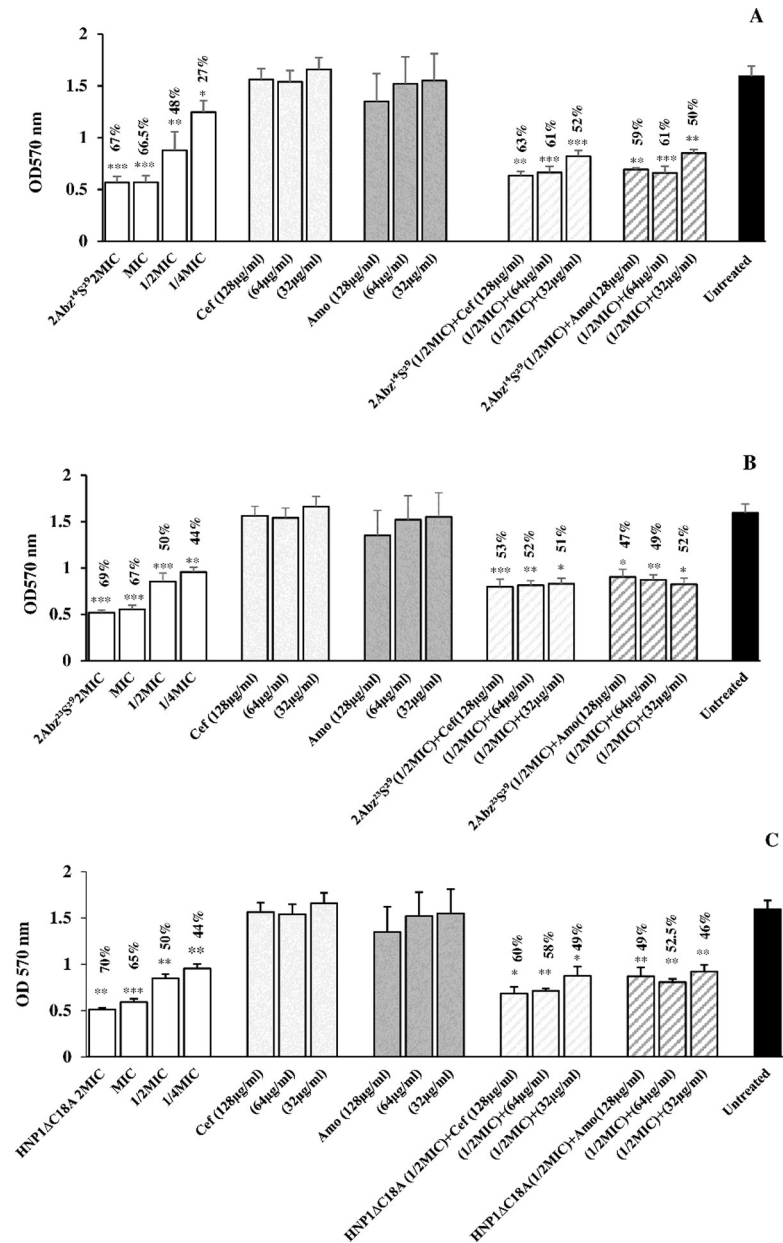 A
OD570 nm
2
1.5
1
0.5
0
67%
***
66.5%
***
48%
**
27%
*
63%
**
61%
***
52%
***
59%
**
61%
***
50%
**
2Abz¹⁴S²⁹ 2MIC
MIC
1/2MIC
1/4MIC
Cef (128µg/ml)
(64µg/ml)
(32µg/ml)
Amo (128µg/ml)
(64µg/ml)
(32µg/ml)
2Abz¹⁴S²⁹ (1/2MIC)+Cef (128µg/ml)
(1/2MIC)+(64µg/ml)
(1/2MIC)+(32µg/ml)
2Abz¹⁴S²⁹ (1/2MIC)+Amo(128µg/ml)
(1/2MIC)+(64µg/ml)
(1/2MIC)+(32µg/ml)
Untreated
B
OD570 nm
2
1.5
1
0.5
0
69%
***
67%
***
50%
***
44%
**
53%
***
52%
**
51%
*
47%
*
49%
**
52%
*
2Abz²³S²⁹ 2MIC
MIC
1/2MIC
1/4MIC
Cef (128µg/ml)
(64µg/ml)
(32µg/ml)
Amo (128µg/ml)
(64µg/ml)
(32µg/ml)
2Abz²³S²⁹ (1/2MIC)+Cef(128µg/ml)
(1/2MIC)+(64µg/ml)
(1/2MIC)+(32µg/ml)
2Abz²³S²⁹ (1/2MIC)+Amo(128µg/ml)
(1/2MIC)+(64µg/ml)
(1/2MIC)+(32µg/ml)
Untreated
C
OD 570 nm
2
1.5
1
0.5
0
70%
**
65%
***
50%
**
44%
**
60%
*
58%
**
49%
*
49%
**
52.5%
**
46%
**
HNP1ΔC18A 2MIC
MIC
1/2MIC
1/4MIC
Cef (128µg/ml)
(64µg/ml)
(32µg/ml)
Amo (128µg/ml)
(64µg/ml)
(32µg/ml)
HNP1ΔC18A (1/2MIC)+Cef (128µg/ml)
(1/2MIC)+(64µg/ml)
(1/2MIC)+(32µg/ml)
HNP1ΔC18A(1/2MIC)+Amo(128µg/ml)
(1/2MIC)+(64µg/ml)
(1/2MIC)+(32µg/ml)
Untreated